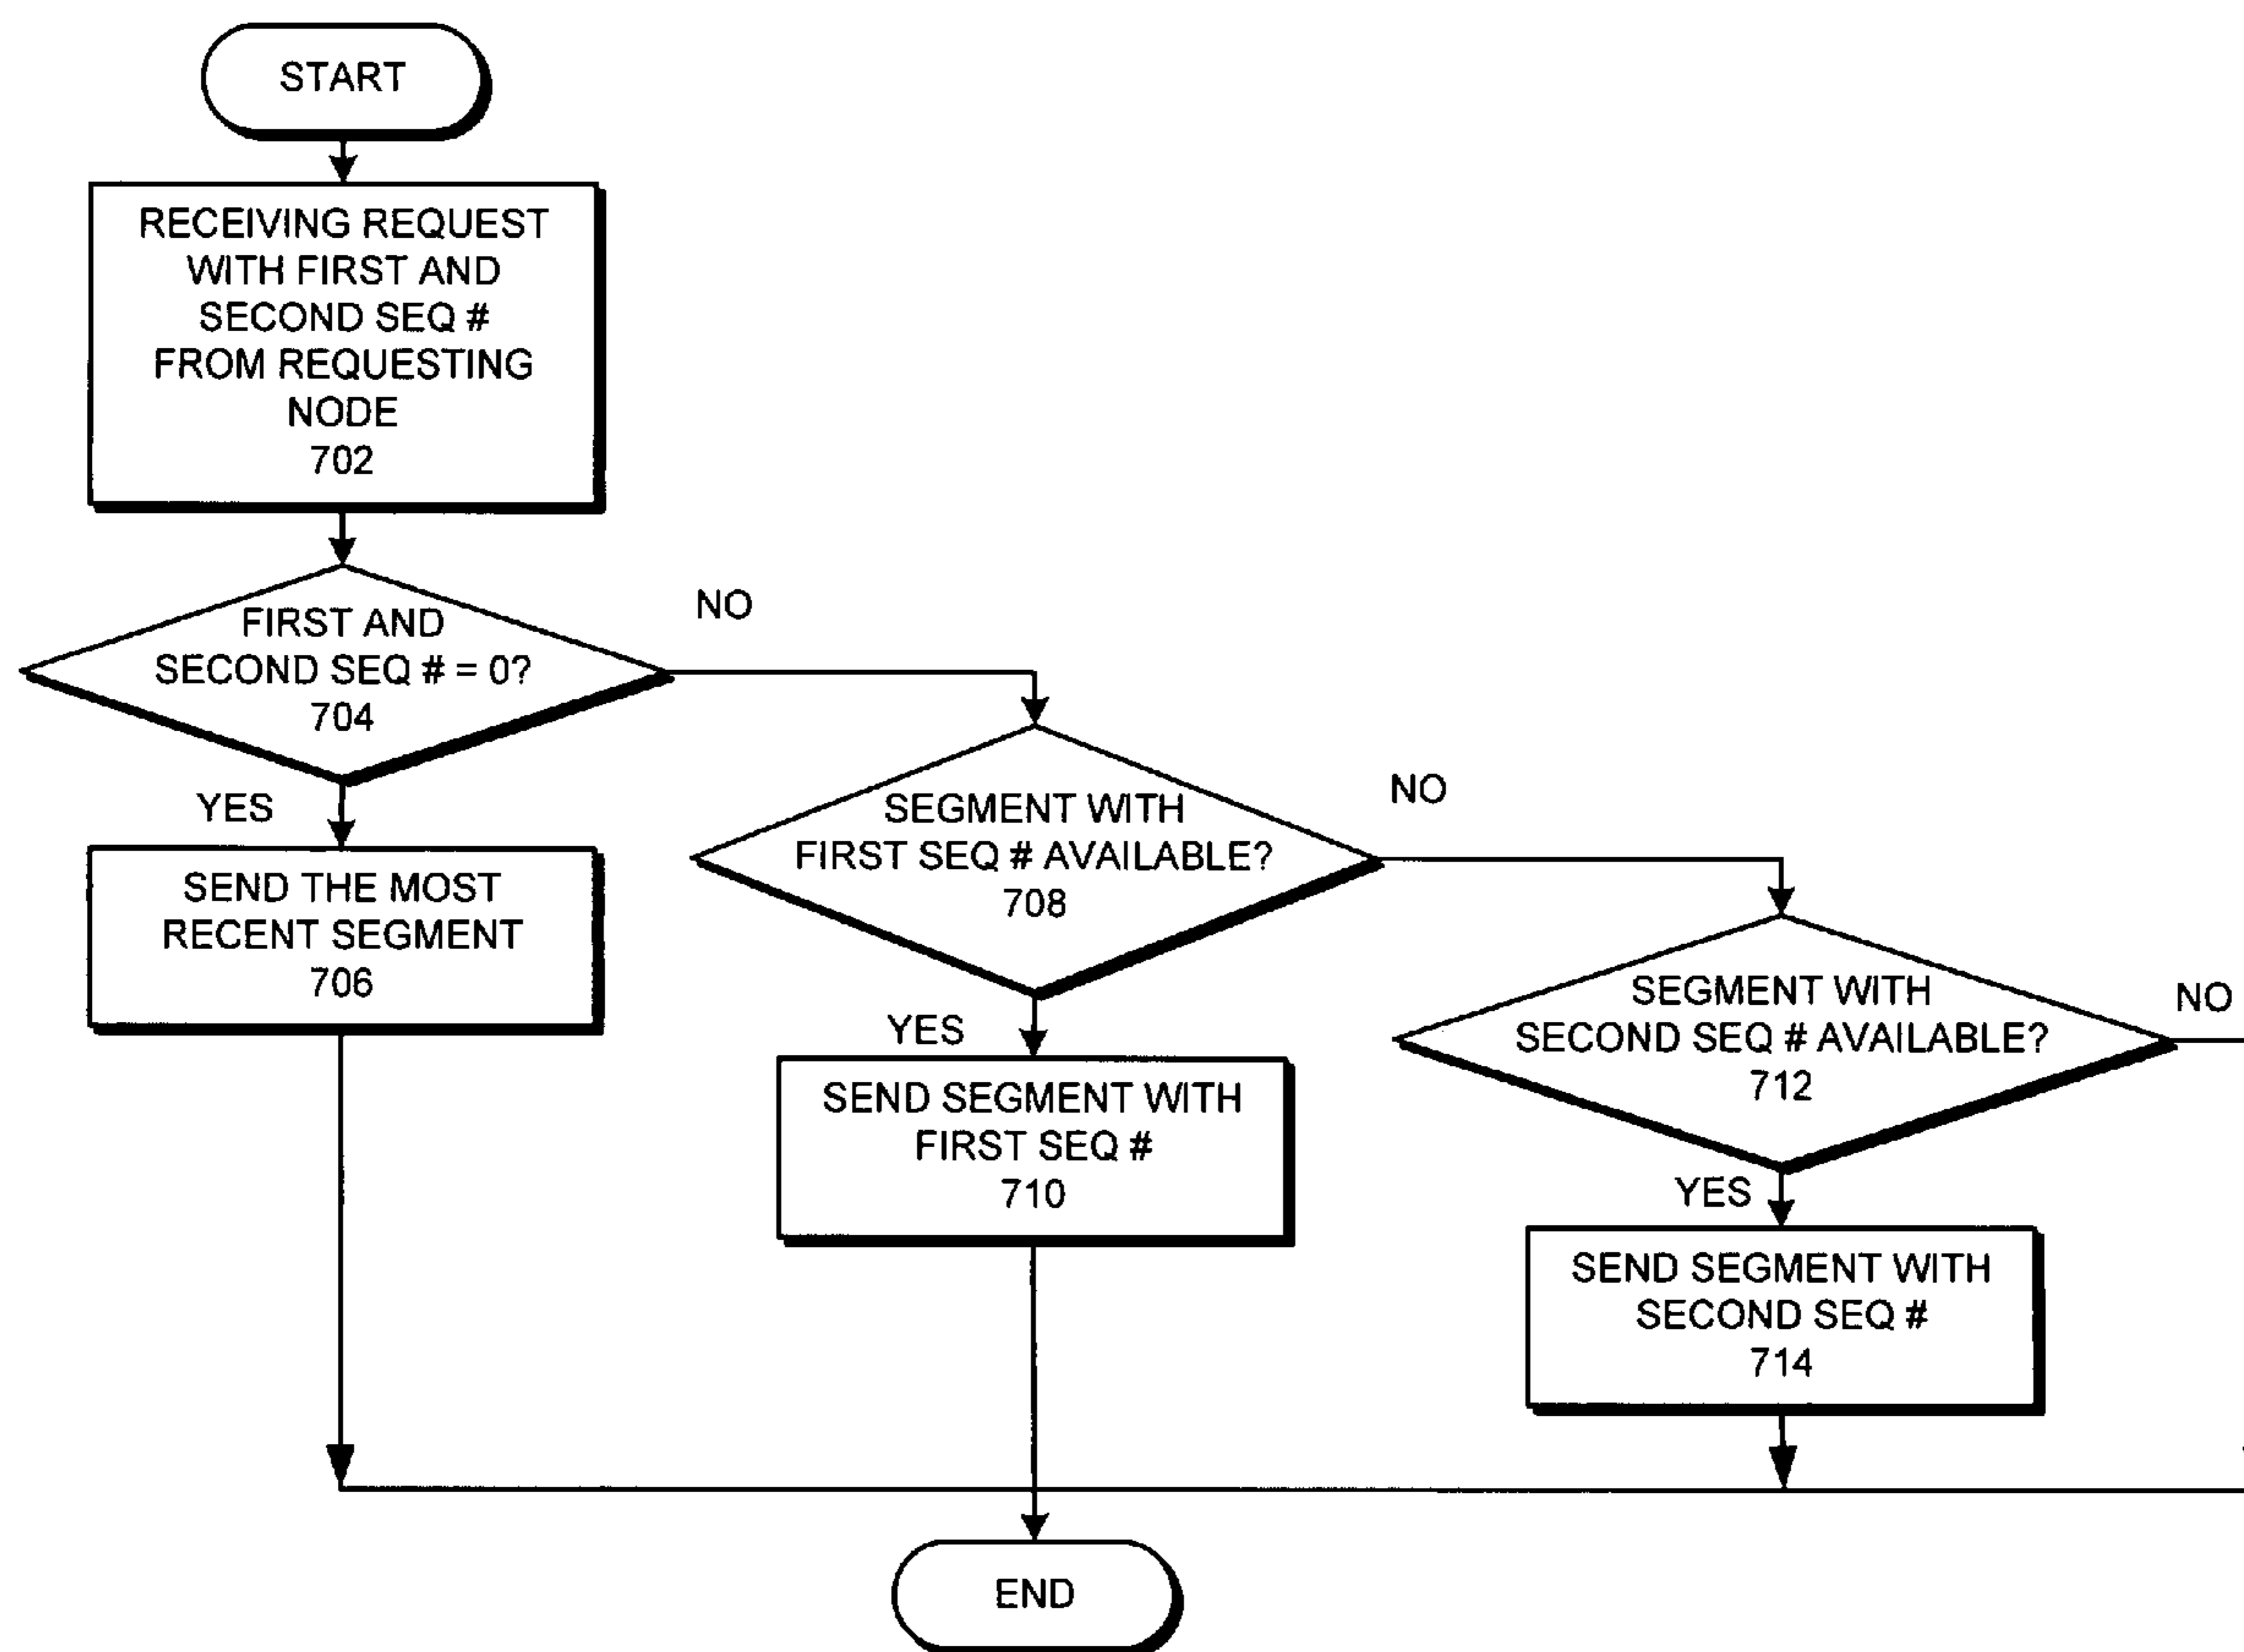 START
RECEIVING REQUEST
WITH FIRST AND
SECOND SEQ #
FROM REQUESTING
NODE
702
FIRST AND
SECOND SEQ # = 0?
704
NO
YES
SEND THE MOST
RECENT SEGMENT
706
SEGMENT WITH
FIRST SEQ # AVAILABLE?
708
NO
YES
SEND SEGMENT WITH
FIRST SEQ #
710
SEGMENT WITH
SECOND SEQ # AVAILABLE?
712
NO
YES
SEND SEGMENT WITH
SECOND SEQ #
714
END